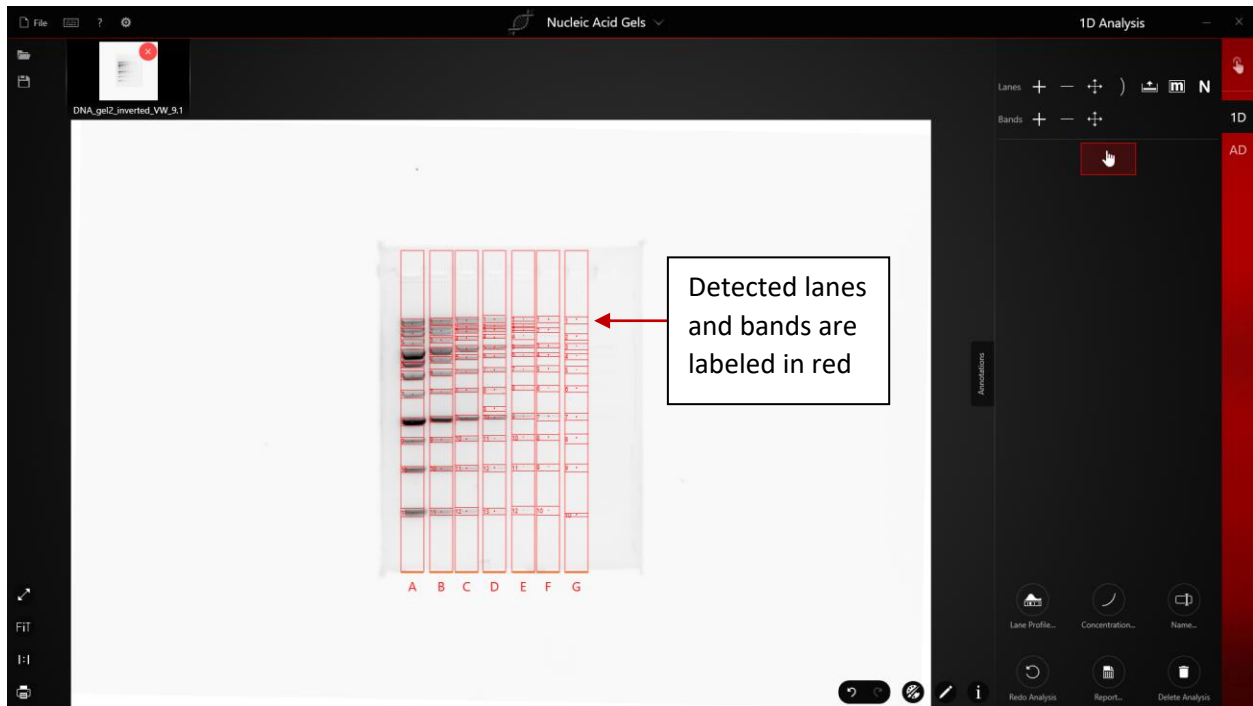 File ? Nucleic Acid Gels 1D Analysis
DNA_gel2_inverted_VW_9.1
Lanes m N
Bands
1D
AD
Detected lanes
and bands are
labeled in red
Annotations
A B C D E F G
FiT
1:1
Lane Profile... Concentration... Name...
i
Redo Analysis Report... Delete Analysis